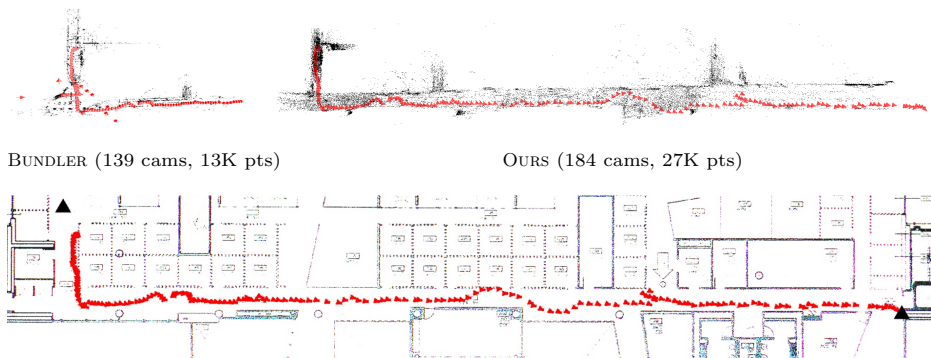 BUNDLER (139 cams, 13K pts)
OURS (184 cams, 27K pts)